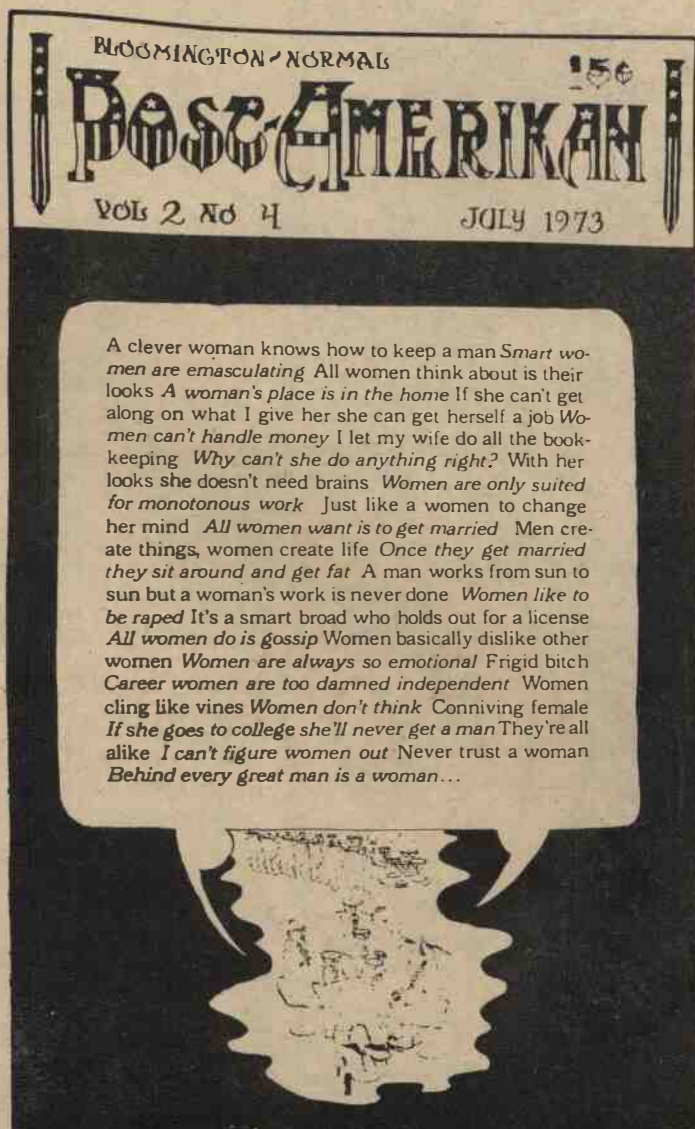 BLOOMINGTON-NORMAL
15¢
POST-AMERIKAN
VOL 2 NO 4 JULY 1973
A clever woman knows how to keep a man Smart wo-
men are emasculating All women think about is their
looks A woman's place is in the home If she can't get
along on what I give her she can get herself a job Wo-
men can't handle money I let my wife do all the book-
keeping Why can't she do anything right? With her
looks she doesn't need brains Women are only suited
for monotonous work Just like a women to change
her mind All women want is to get married Men cre-
ate things, women create life Once they get married
they sit around and get fat A man works from sun to
sun but a woman's work is never done Women like to
be raped It's a smart broad who holds out for a license
All women do is gossip Women basically dislike other
women Women are always so emotional Frigid bitch
Career women are too damned independent Women
cling like vines Women don't think Conniving female
If she goes to college she'll never get a man They're all
alike I can't figure women out Never trust a woman
Behind every great man is a woman...